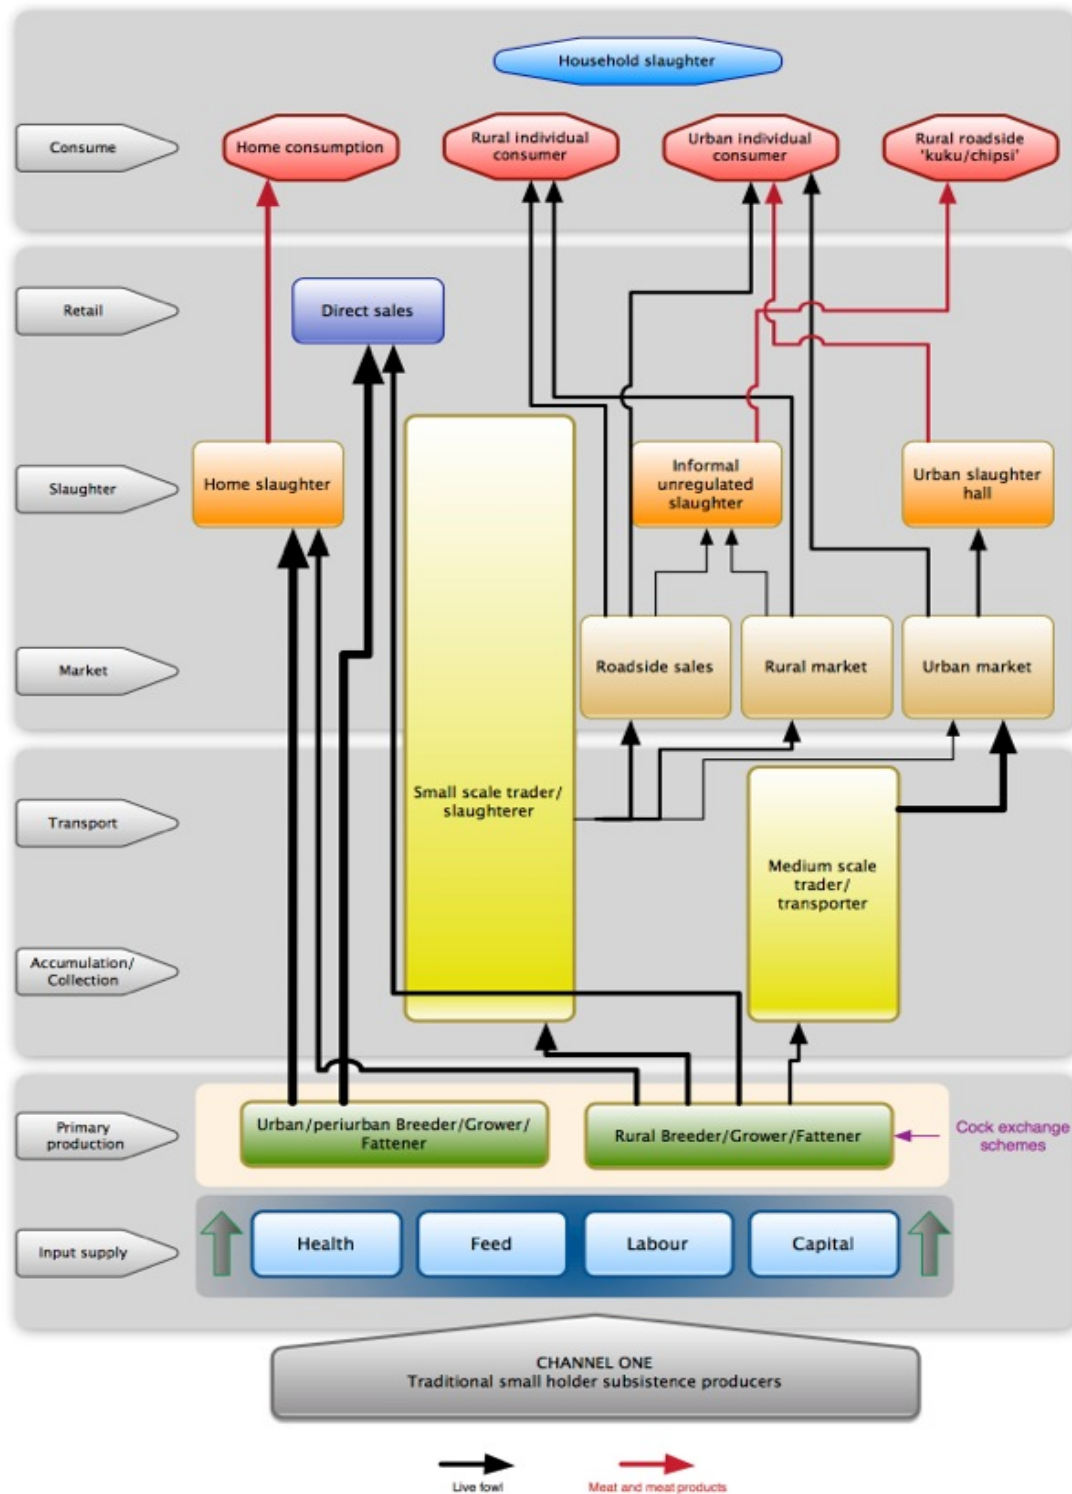 Household slaughter
Consume
Home consumption
Rural individual
consumer
Urban individual
consumer
Rural roadside
'kuku/chipsi'
Retail
Direct sales
Slaughter
Home slaughter
Informal
unregulated
slaughter
Urban slaughter
hall
Market
Roadside sales
Rural market
Urban market
Transport
Small scale trader/
slaughterer
Medium scale
trader/
transporter
Accumulation/
Collection
Primary
production
Urban/periurban Breeder/Grower/
Fattener
Rural Breeder/Grower/Fattener
Cock exchange
schemes
Input supply
Health
Feed
Labour
Capital
CHANNEL ONE
Traditional small holder subsistence producers
Live fowl
Meat and meat products